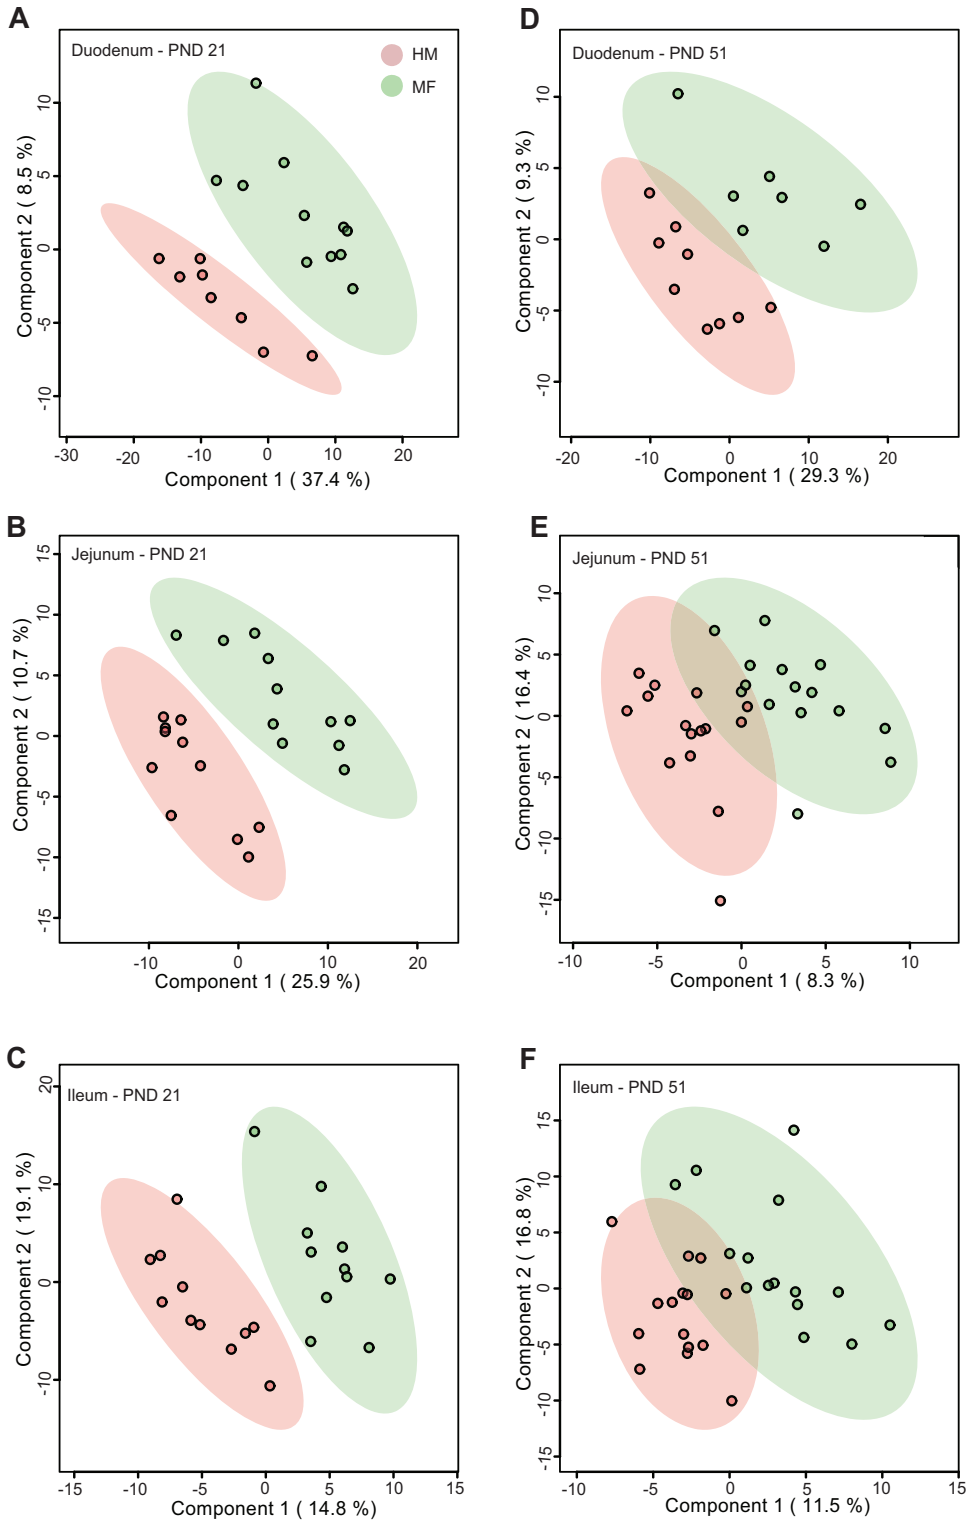 A
Duodenum - PND 21
HM
MF
Component 2 ( 8.5 %)
10
5
0
-5
-10
-30 -20 -10 0 10 20
Component 1 ( 37.4 %)
D
Duodenum - PND 51
Component 2 ( 9.3 %)
10
5
0
-5
-10
-20 -10 0 10 20
Component 1 ( 29.3 %)
B
Jejunum - PND 21
Component 2 ( 10.7 %)
15
10
5
0
-5
-10
-15
-10 0 10 20
Component 1 ( 25.9 %)
E
Jejunum - PND 51
Component 2 ( 16.4 %)
10
5
0
-5
-10
-15
-10 -5 0 5 10
Component 1 ( 8.3 %)
C
Ileum - PND 21
Component 2 ( 19.1 %)
20
10
0
-10
-15 -10 -5 0 5 10 15
Component 1 ( 14.8 %)
F
Ileum - PND 51
Component 2 ( 16.8 %)
15
10
5
0
-5
-10
-15
-10 -5 0 5 10 15
Component 1 ( 11.5 %)